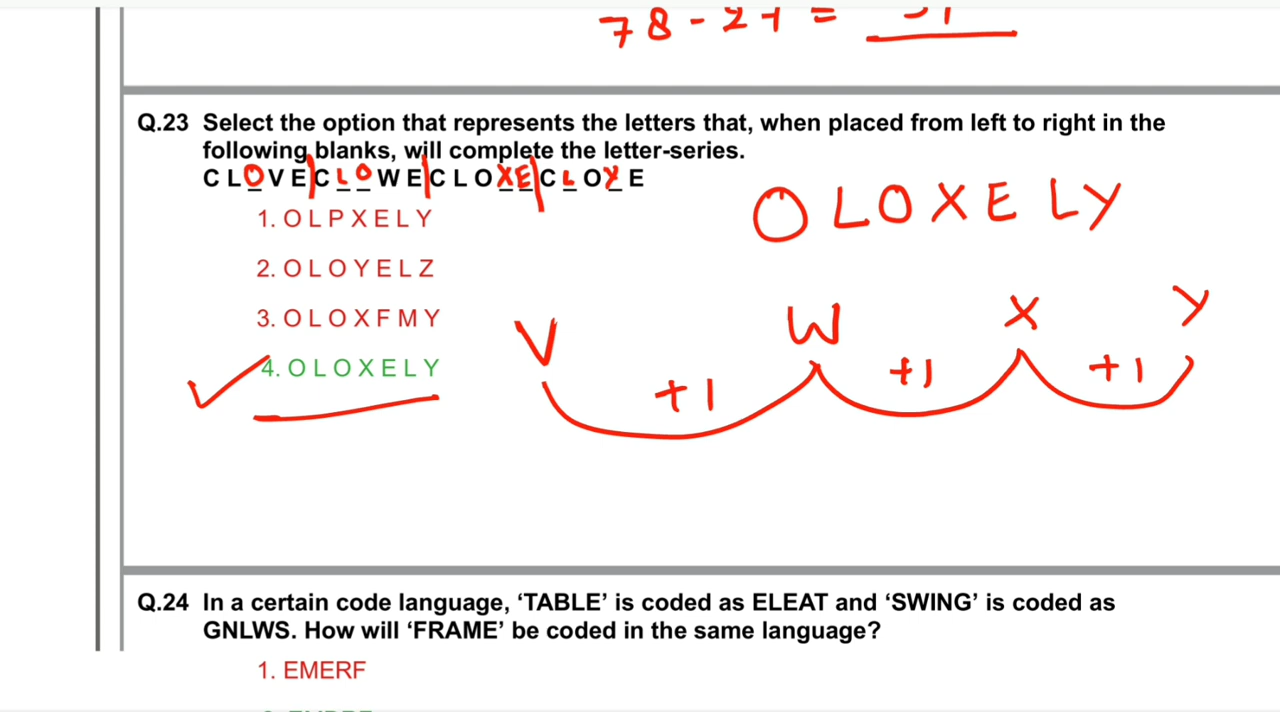 78 - 27 = 51
Q.23 Select the option that represents the letters that, when placed from left to right in the
following blanks, will complete the letter-series.
C L O V E | C L O W E | C L O X E | C L O Y E
1. O L P X E L Y
O L O X E L Y
2. O L O Y E L Z
3. O L O X F M Y
V W X Y
4. O L O X E L Y
+1 +1 +1
Q.24 In a certain code language, ‘TABLE’ is coded as ELEAT and ‘SWING’ is coded as
GNLWS. How will ‘FRAME’ be coded in the same language?
1. EMERF